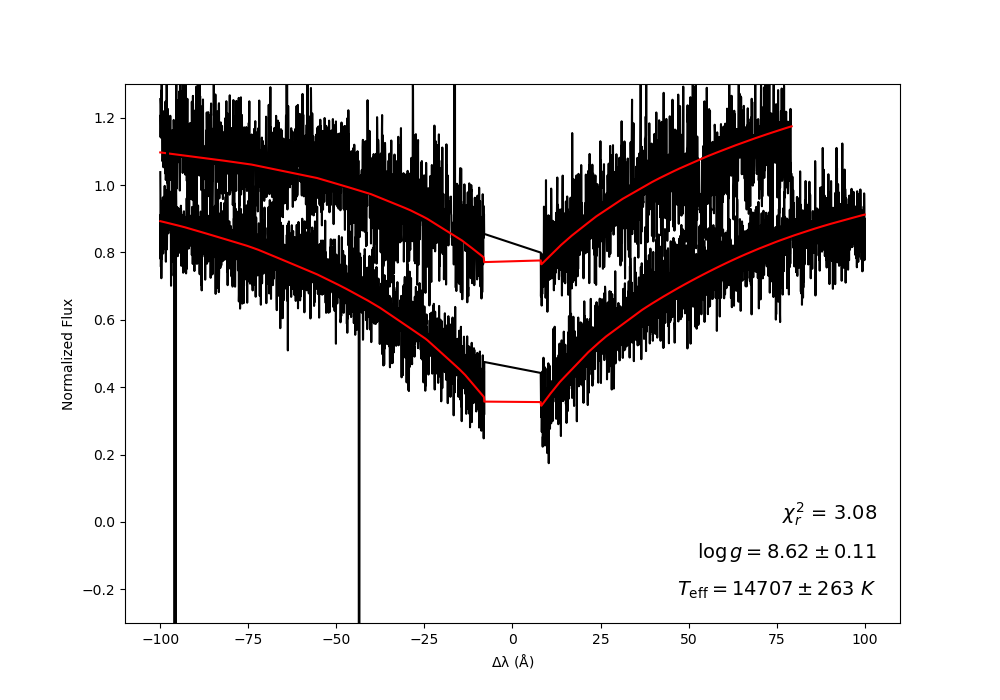 1.2
1.0
0.8
0.6
0.4
0.2
0.0
−0.2
Normalized Flux
χ²ᵣ = 3.08
log g = 8.62 ± 0.11
T_eff = 14707 ± 263 K
−100 −75 −50 −25 0 25 50 75 100
Δλ (Å)